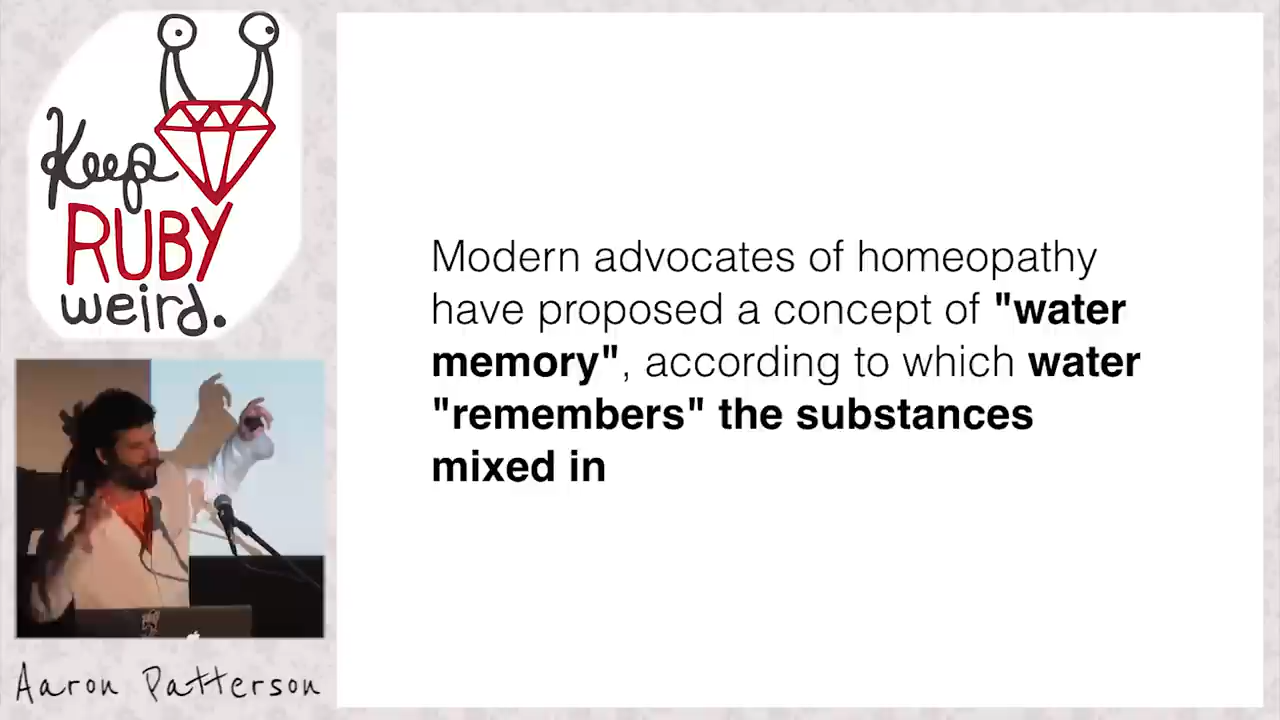 Keep
RUBY
weird.
Aaron Patterson
Modern advocates of homeopathy
have proposed a concept of "water
memory", according to which water
"remembers" the substances
mixed in